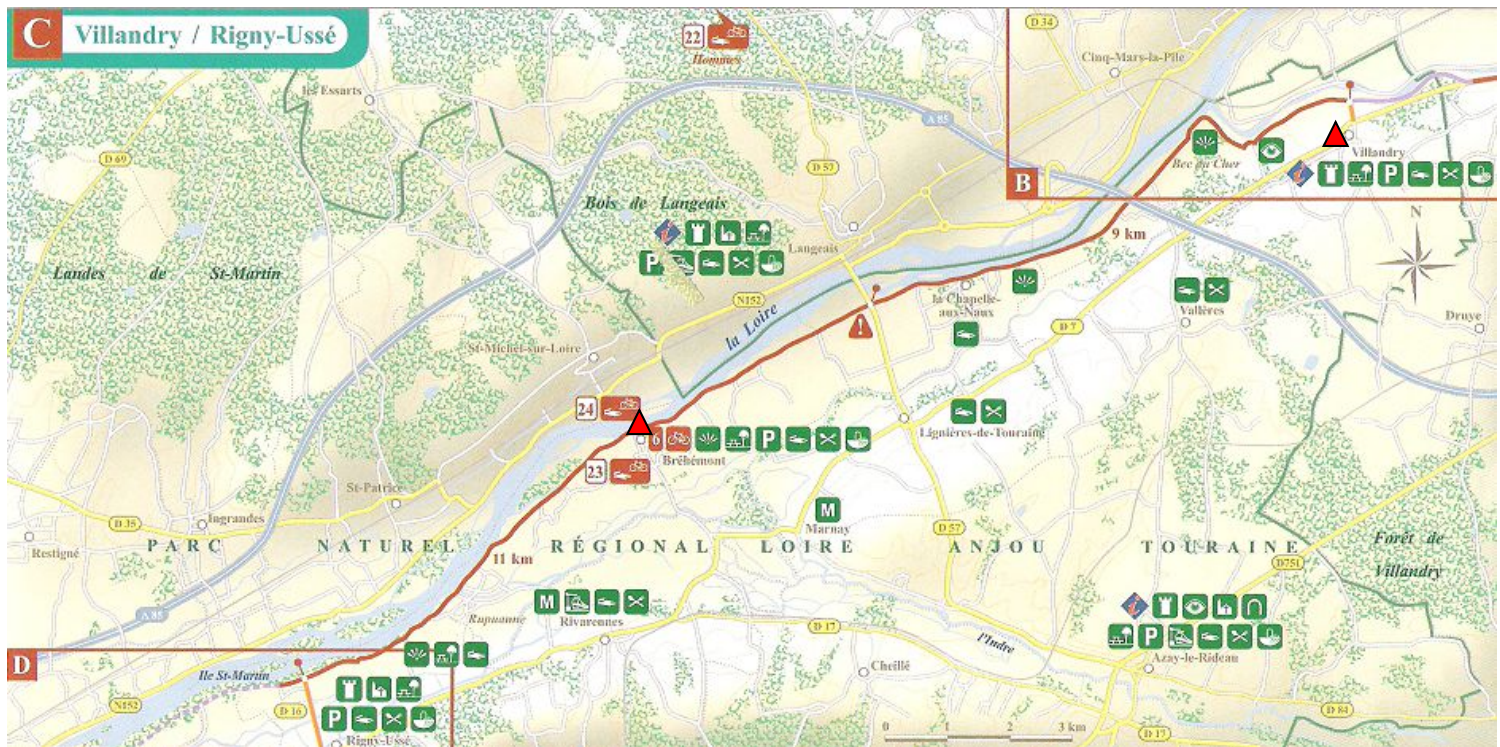 C Villandry / Rigny-Ussé
22
Hommes
D 34
Cinq-Mars-la-Pile
les Essarts
A 85
D 69
D 57
Bec du Cher
Villandry
i P
B
Bois de Langeais
i
P
Langeais
9 km
N
Landes de St-Martin
N152
la Loire
la Chapelle-
aux-Naux
Vallères
Druye
D 7
!
St-Michel-sur-Loire
24
6 P
Bréhémont
Lignières-de-Touraine
23
St-Patrice
M
Marnay
Ingrandes
D 35
Restigné
D 57
PARC NATUREL RÉGIONAL LOIRE ANJOU TOURAINE
Forêt de
Villandry
11 km
D751
A 85
M
Rivarennes
Rupuanne
D 17
i
P
Azay-le-Rideau
l'Indre
Cheillé
D
Ile St-Martin
N152
D 16
P
Rigny-Ussé
0 1 2 3 km
D 84
D 17